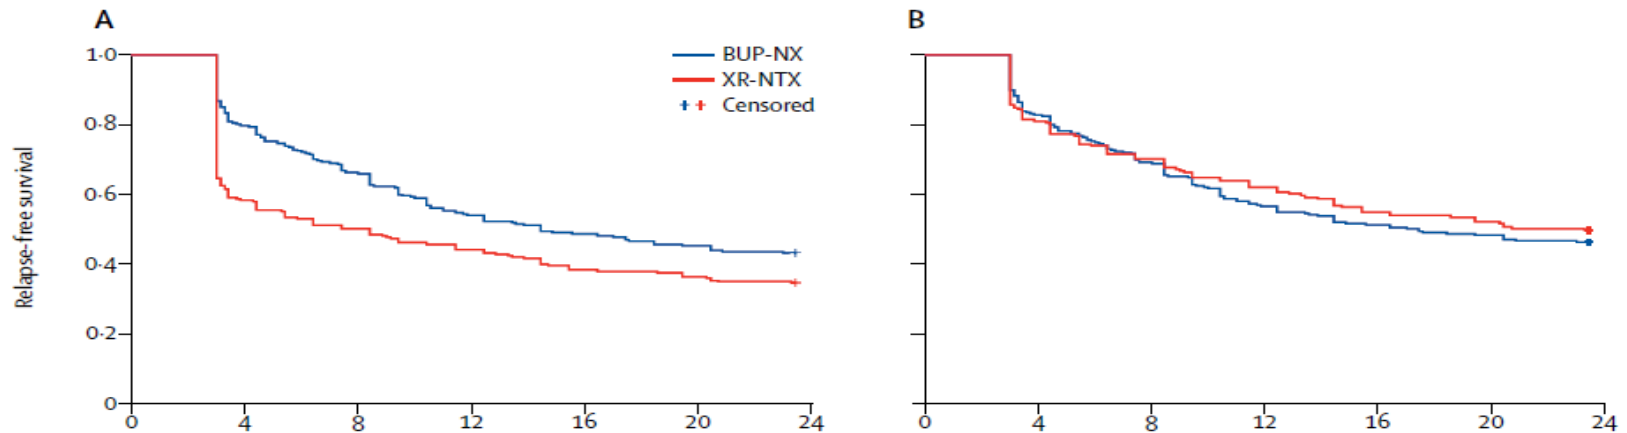 A
B
1·0
BUP-NX
XR-NTX
Censored
0·8
0·6
0·4
0·2
0
Relapse-free survival
0 4 8 12 16 20 24
0 4 8 12 16 20 24